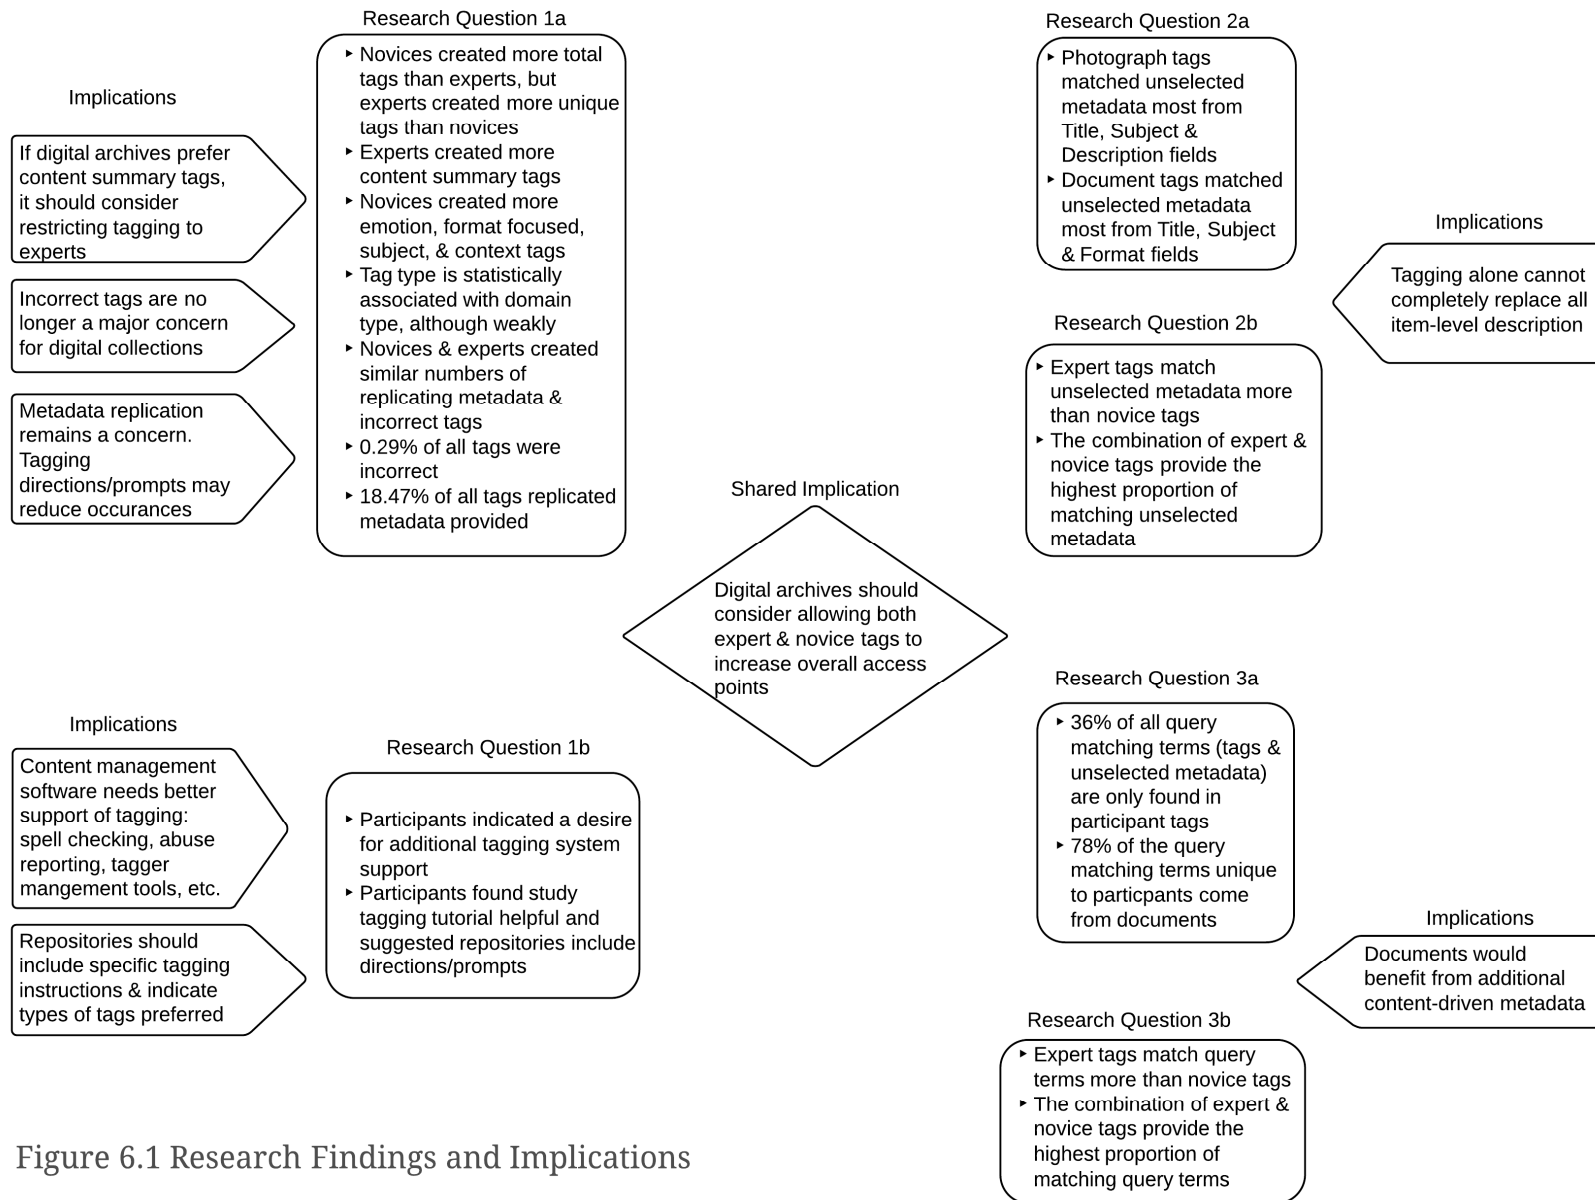 Research Question 1a
▸ Novices created more total
tags than experts, but
experts created more unique
tags than novices
▸ Experts created more
content summary tags
▸ Novices created more
emotion, format focused,
subject, & context tags
▸ Tag type is statistically
associated with domain
type, although weakly
▸ Novices & experts created
similar numbers of
replicating metadata &
incorrect tags
▸ 0.29% of all tags were
incorrect
▸ 18.47% of all tags replicated
metadata provided
Implications
If digital archives prefer
content summary tags,
it should consider
restricting tagging to
experts
Incorrect tags are no
longer a major concern
for digital collections
Metadata replication
remains a concern.
Tagging
directions/prompts may
reduce occurances
Research Question 1b
▸ Participants indicated a desire
for additional tagging system
support
▸ Participants found study
tagging tutorial helpful and
suggested repositories include
directions/prompts
Implications
Content management
software needs better
support of tagging:
spell checking, abuse
reporting, tagger
mangement tools, etc.
Repositories should
include specific tagging
instructions & indicate
types of tags preferred
Shared Implication
Digital archives should
consider allowing both
expert & novice tags to
increase overall access
points
Research Question 2a
▸ Photograph tags
matched unselected
metadata most from
Title, Subject &
Description fields
▸ Document tags matched
unselected metadata
most from Title, Subject
& Format fields
Research Question 2b
▸ Expert tags match
unselected metadata more
than novice tags
▸ The combination of expert &
novice tags provide the
highest proportion of
matching unselected
metadata
Implications
Tagging alone cannot
completely replace all
item-level description
Research Question 3a
▸ 36% of all query
matching terms (tags &
unselected metadata)
are only found in
participant tags
▸ 78% of the query
matching terms unique
to particpants come
from documents
Research Question 3b
▸ Expert tags match query
terms more than novice tags
▸ The combination of expert &
novice tags provide the
highest proportion of
matching query terms
Implications
Documents would
benefit from additional
content-driven metadata
Figure 6.1 Research Findings and Implications